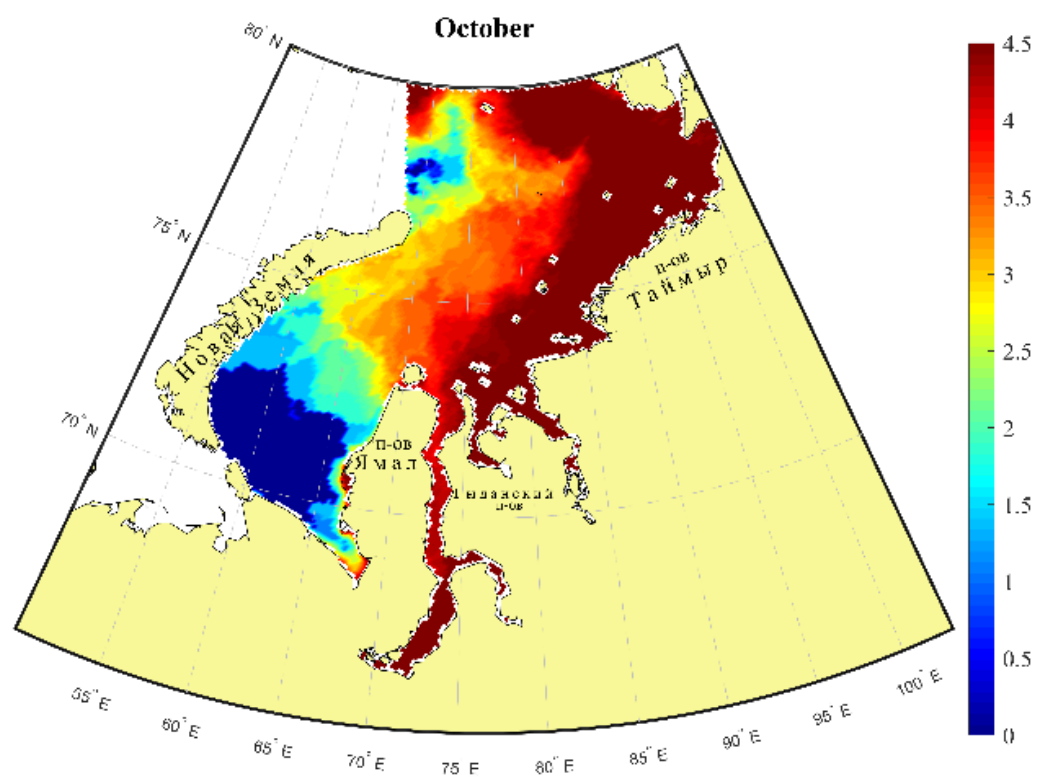 October
80° N
75° N
70° N
Новая Земля
п-ов
Таймыр
п-ов
Ямал
Гыданский
п-ов
55° E
60° E
65° E
70° E
75 E
80° E
85° E
90° E
95° E
100° E
4.5
4
3.5
3
2.5
2
1.5
1
0.5
0